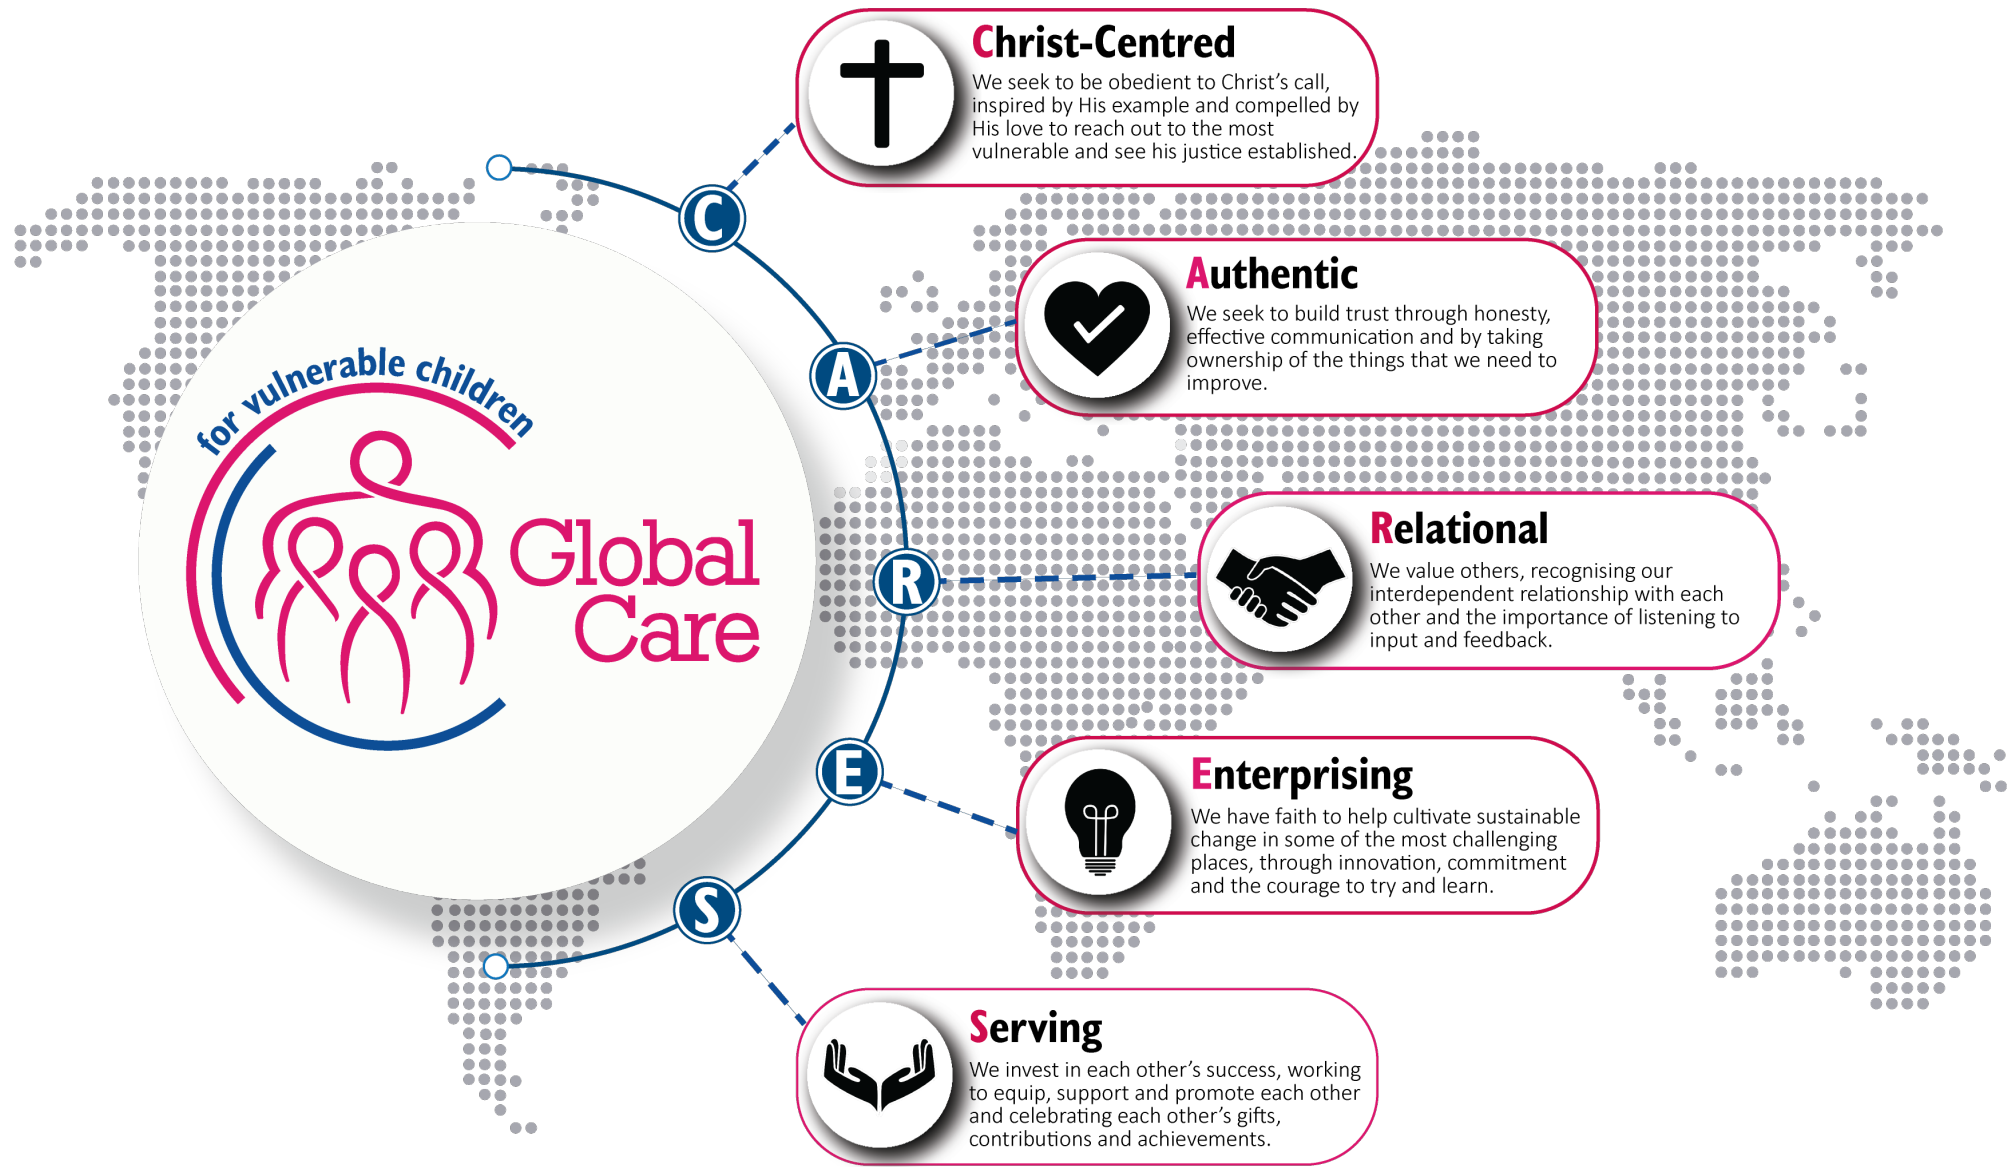 for vulnerable children
Global
Care
C
Christ-Centred
We seek to be obedient to Christ’s call,
inspired by His example and compelled by
His love to reach out to the most
vulnerable and see his justice established.
A
Authentic
We seek to build trust through honesty,
effective communication and by taking
ownership of the things that we need to
improve.
R
Relational
We value others, recognising our
interdependent relationship with each
other and the importance of listening to
input and feedback.
E
Enterprising
We have faith to help cultivate sustainable
change in some of the most challenging
places, through innovation, commitment
and the courage to try and learn.
S
Serving
We invest in each other’s success, working
to equip, support and promote each other
and celebrating each other’s gifts,
contributions and achievements.